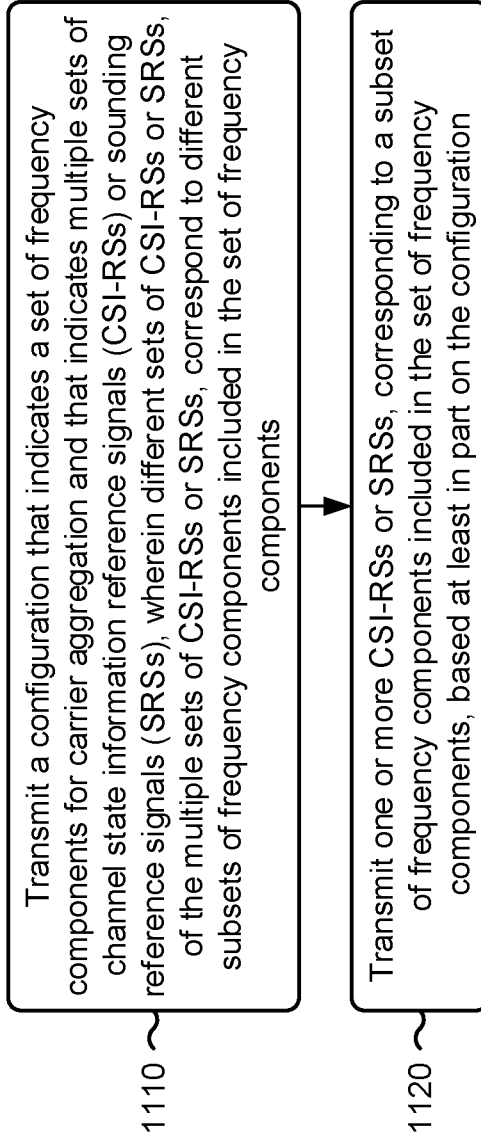 1110
Transmit a configuration that indicates a set of frequency
components for carrier aggregation and that indicates multiple sets of
channel state information reference signals (CSI-RSs) or sounding
reference signals (SRSs), wherein different sets of CSI-RSs or SRSs,
of the multiple sets of CSI-RSs or SRSs, correspond to different
subsets of frequency components included in the set of frequency
components
1120
Transmit one or more CSI-RSs or SRSs, corresponding to a subset
of frequency components included in the set of frequency
components, based at least in part on the configuration